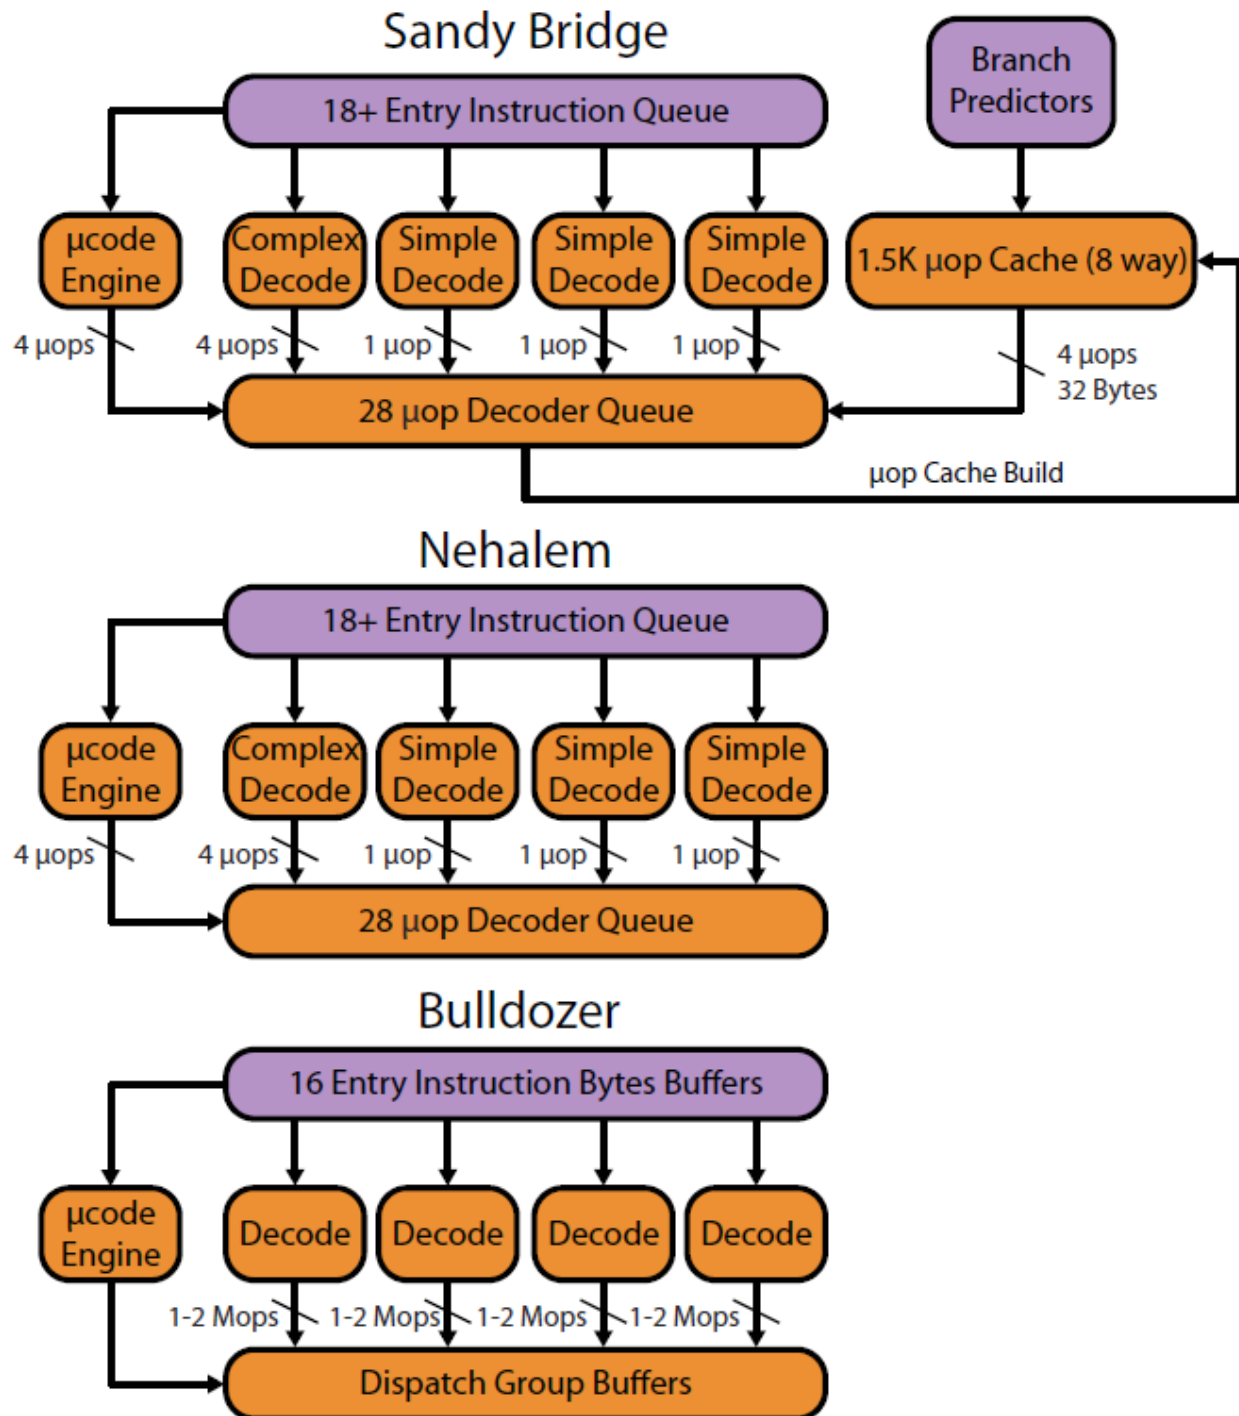 Sandy Bridge
Branch
Predictors
18+ Entry Instruction Queue
µcode
Engine
Complex
Decode
Simple
Decode
Simple
Decode
Simple
Decode
1.5K µop Cache (8 way)
4 µops
4 µops
1 µop
1 µop
1 µop
4 µops
32 Bytes
28 µop Decoder Queue
µop Cache Build
Nehalem
18+ Entry Instruction Queue
µcode
Engine
Complex
Decode
Simple
Decode
Simple
Decode
Simple
Decode
4 µops
4 µops
1 µop
1 µop
1 µop
28 µop Decoder Queue
Bulldozer
16 Entry Instruction Bytes Buffers
µcode
Engine
Decode
Decode
Decode
Decode
1-2 Mops
1-2 Mops
1-2 Mops
1-2 Mops
Dispatch Group Buffers